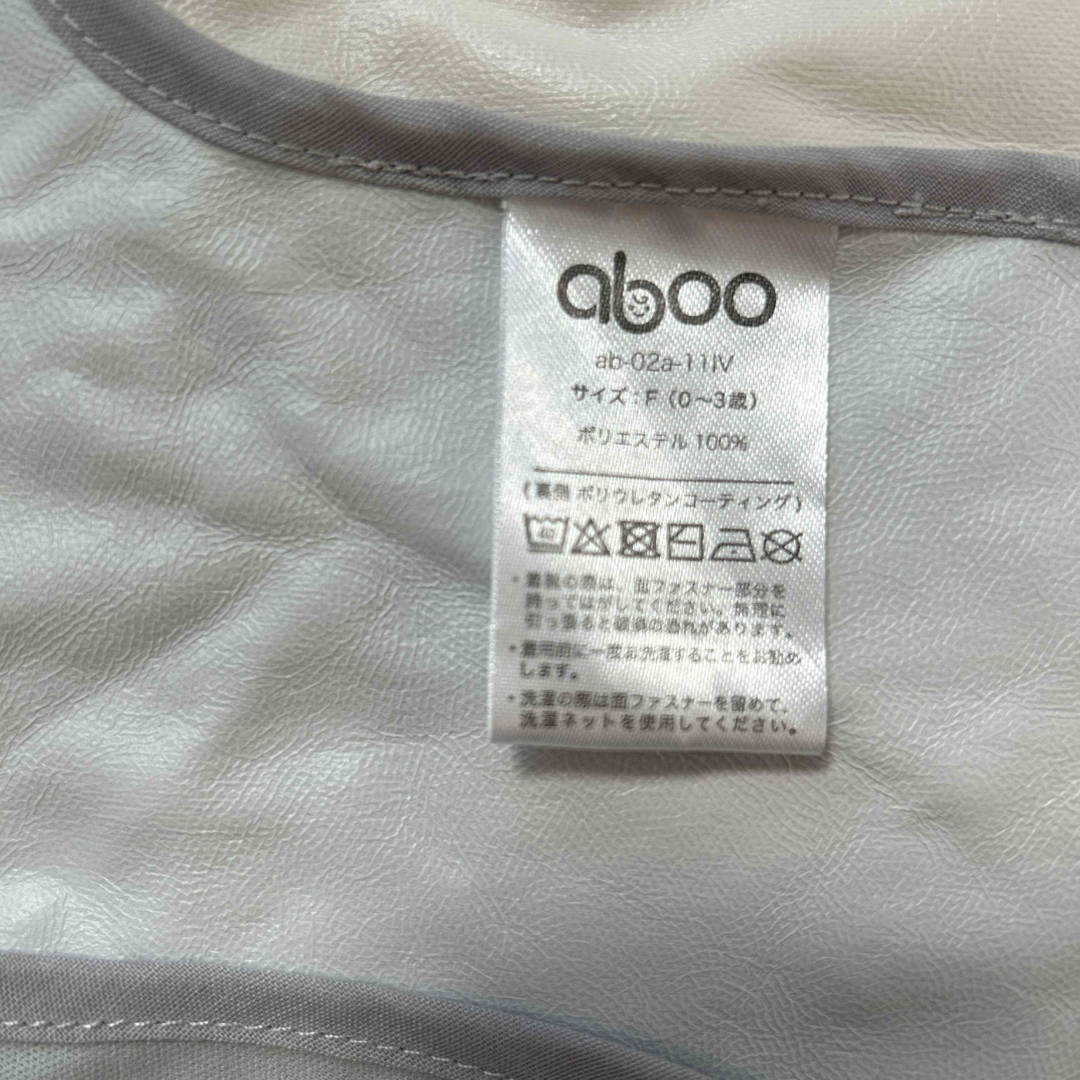 aboo
ab-02a-11IV
サイズ：F（0～3歳）
ポリエステル 100%
（裏側 ポリウレタンコーティング）
・着脱の際は、面ファスナー部分を
持ってはがしてください。無理に
引っ張ると破損の恐れがあります。
・着用前に一度お洗濯することをお勧め
します。
・洗濯の際は面ファスナーを留めて、
洗濯ネットを使用してください。